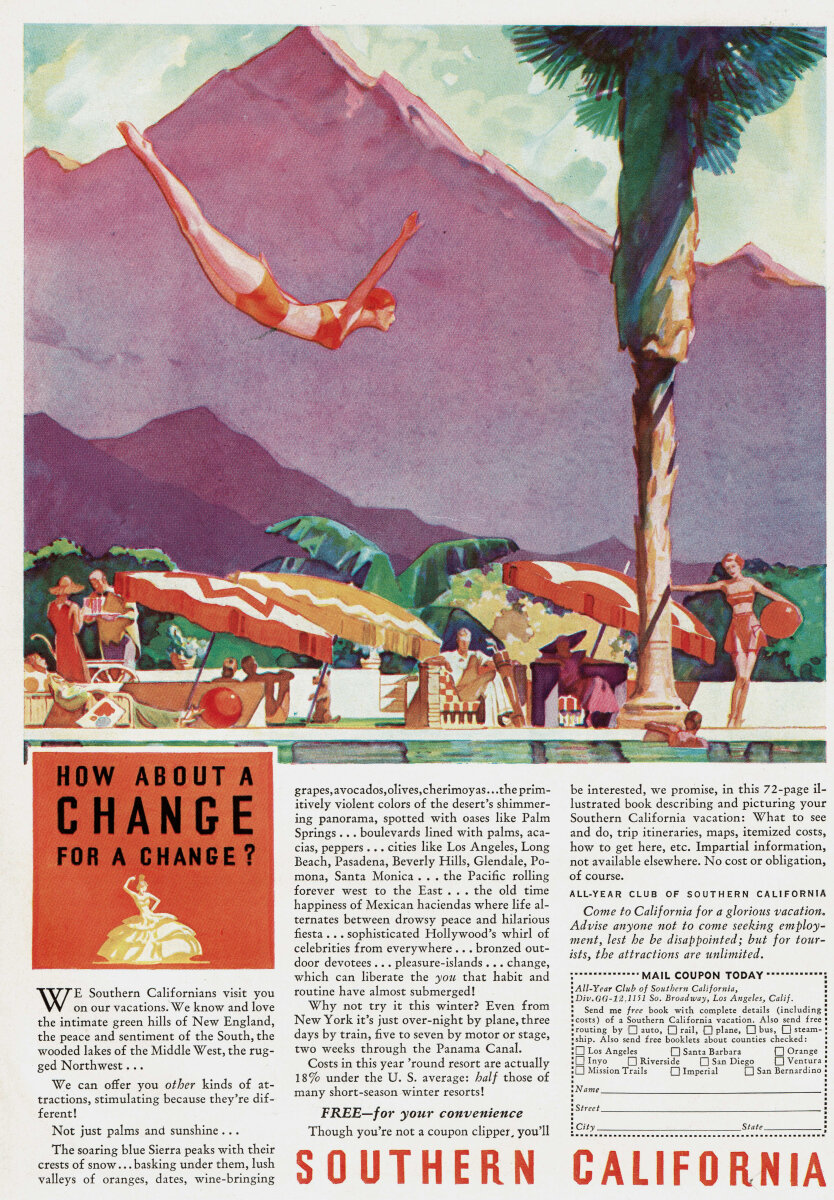 HOW ABOUT A
CHANGE
FOR A CHANGE?
WE Southern Californians visit you
on our vacations. We know and love
the intimate green hills of New England,
the peace and sentiment of the South, the
wooded lakes of the Middle West, the rug-
ged Northwest . . .
We can offer you other kinds of at-
tractions, stimulating because they're dif-
ferent!
Not just palms and sunshine . . .
The soaring blue Sierra peaks with their
crests of snow...basking under them, lush
valleys of oranges, dates, wine-bringing
grapes,avocados,olives,cherimoyas...the prim-
itively violent colors of the desert's shimmer-
ing panorama, spotted with oases like Palm
Springs . . . boulevards lined with palms, aca-
cias, peppers . . . cities like Los Angeles, Long
Beach, Pasadena, Beverly Hills, Glendale, Po-
mona, Santa Monica . . . the Pacific rolling
forever west to the East . . . the old time
happiness of Mexican haciendas where life al-
ternates between drowsy peace and hilarious
fiesta . . . sophisticated Hollywood's whirl of
celebrities from everywhere . . . bronzed out-
door devotees . . . pleasure-islands . . . change,
which can liberate the you that habit and
routine have almost submerged!
Why not try it this winter? Even from
New York it's just over-night by plane, three
days by train, five to seven by motor or stage,
two weeks through the Panama Canal.
Costs in this year 'round resort are actually
18% under the U. S. average: half those of
many short-season winter resorts!
FREE—for your convenience
Though you're not a coupon clipper, you'll
be interested, we promise, in this 72-page il-
lustrated book describing and picturing your
Southern California vacation: What to see
and do, trip itineraries, maps, itemized costs,
how to get here, etc. Impartial information,
not available elsewhere. No cost or obligation,
of course.
ALL-YEAR CLUB OF SOUTHERN CALIFORNIA
Come to California for a glorious vacation.
Advise anyone not to come seeking employ-
ment, lest he be disappointed; but for tour-
ists, the attractions are unlimited.
MAIL COUPON TODAY
All-Year Club of Southern California,
Div.GG-12,1151 So. Broadway, Los Angeles, Calif.
Send me free book with complete details (including
costs) of a Southern California vacation. Also send free
routing by □ auto, □ rail, □ plane, □ bus, □ steam-
ship. Also send free booklets about counties checked:
□ Los Angeles □ Santa Barbara □ Orange
□ Inyo □ Riverside □ San Diego □ Ventura
□ Mission Trails □ Imperial □ San Bernardino
Name
Street
City State
SOUTHERN CALIFORNIA